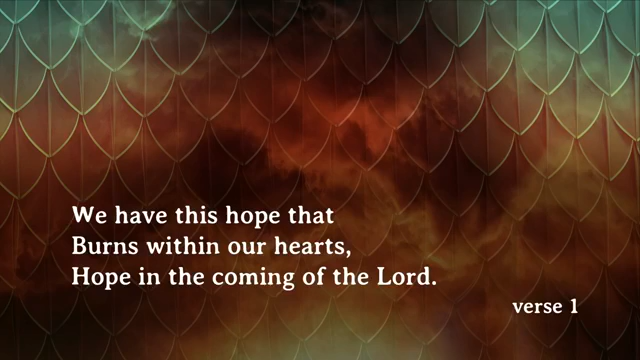 We have this hope that
Burns within our hearts,
Hope in the coming of the Lord.
verse 1